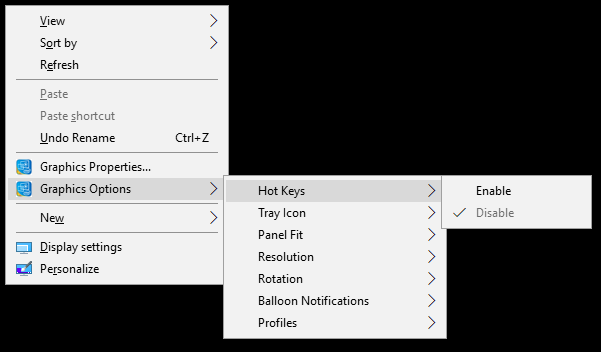 View
Sort by
Refresh
Paste
Paste shortcut
Undo Rename Ctrl+Z
Graphics Properties...
Graphics Options
New
Display settings
Personalize
Hot Keys
Tray Icon
Panel Fit
Resolution
Rotation
Balloon Notifications
Profiles
Enable
Disable